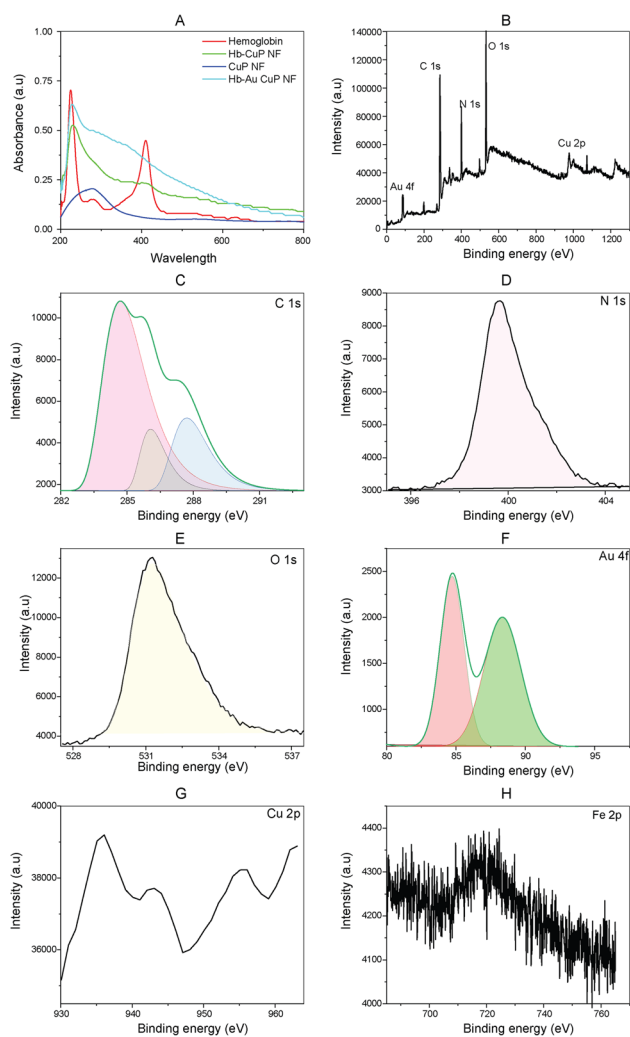 A
1.00
0.75
0.50
0.25
0.00
Absorbance (a.u)
Hemoglobin
Hb-CuP NF
CuP NF
Hb-Au CuP NF
200
400
600
800
Wavelength
B
140000
120000
100000
80000
60000
40000
20000
0
Intensity (a.u)
O 1s
C 1s
N 1s
Cu 2p
Au 4f
0
200
400
600
800
1000
1200
Binding energy (eV)
C
C 1s
10000
8000
6000
4000
2000
Intensity (a.u)
282
285
288
291
Binding energy (eV)
D
N 1s
9000
8000
7000
6000
5000
4000
3000
Intensity (a.u)
396
400
404
Binding energy (eV)
E
O 1s
12000
10000
8000
6000
4000
Intensity (a.u)
528
531
534
537
Binding energy (eV)
F
Au 4f
2500
2000
1500
1000
Intensity (a.u)
80
85
90
95
Binding energy (eV)
G
Cu 2p
40000
38000
36000
Intensity (a.u)
930
940
950
960
Binding energy (eV)
H
Fe 2p
4400
4300
4200
4100
4000
Intensity (a.u)
700
720
740
760
Binding energy (eV)